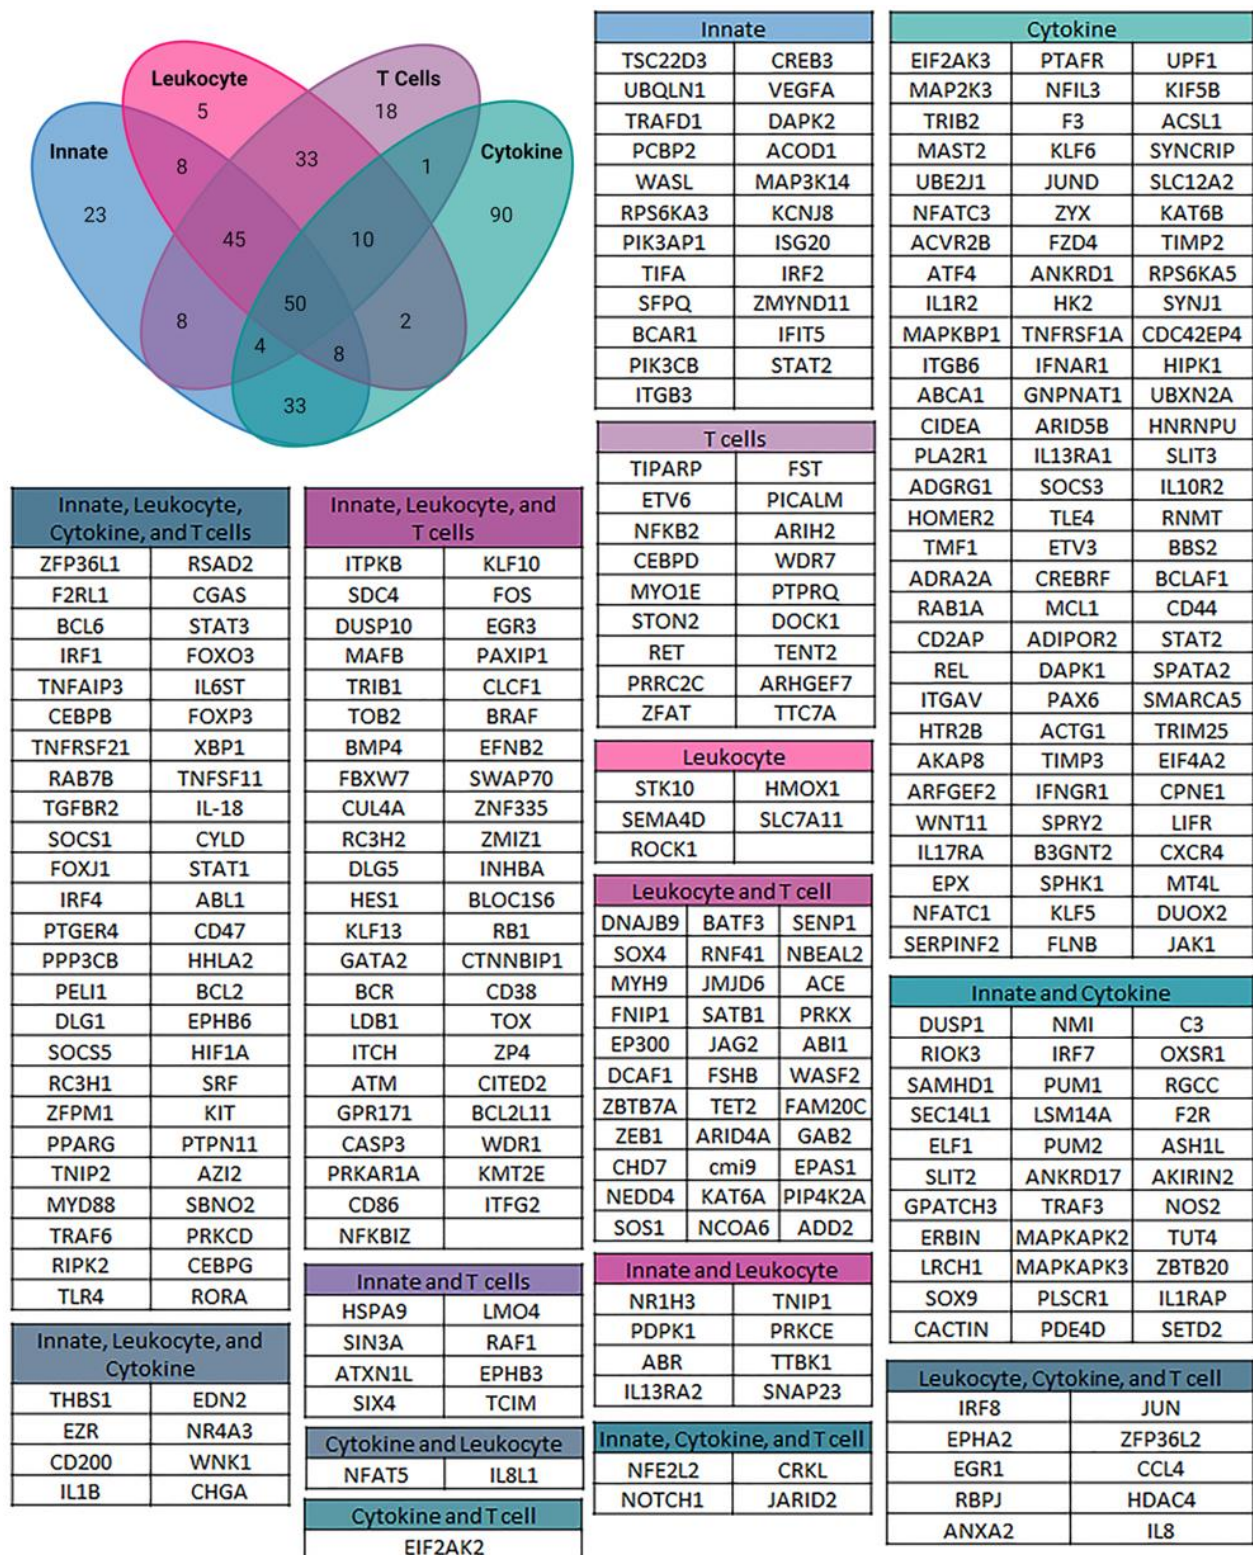 Leukocyte
T Cells
5
18
Innate
8
33
1
Cytokine
23
45
10
90
50
8
4
8
2
33
Innate
TSC22D3 CREB3
UBQLN1 VEGFA
TRAFD1 DAPK2
PCBP2 ACOD1
WASL MAP3K14
RPS6KA3 KCNJ8
PIK3AP1 ISG20
TIFA IRF2
SFPQ ZMYND11
BCAR1 IFIT5
PIK3CB STAT2
ITGB3
Cytokine
EIF2AK3 PTAFR UPF1
MAP2K3 NFIL3 KIF5B
TRIB2 F3 ACSL1
MAST2 KLF6 SYNCRIP
UBE2J1 JUND SLC12A2
NFATC3 ZYX KAT6B
ACVR2B FZD4 TIMP2
ATF4 ANKRD1 RPS6KA5
IL1R2 HK2 SYNJ1
MAPKBP1 TNFRSF1A CDC42EP4
ITGB6 IFNAR1 HIPK1
ABCA1 GNPNAT1 UBXN2A
CIDEA ARID5B HNRNPU
PLA2R1 IL13RA1 SLIT3
ADGRG1 SOCS3 IL10R2
HOMER2 TLE4 RNMT
TMF1 ETV3 BBS2
ADRA2A CREBRF BCLAF1
RAB1A MCL1 CD44
CD2AP ADIPOR2 STAT2
REL DAPK1 SPATA2
ITGAV PAX6 SMARCA5
HTR2B ACTG1 TRIM25
AKAP8 TIMP3 EIF4A2
ARFGEF2 IFNGR1 CPNE1
WNT11 SPRY2 LIFR
IL17RA B3GNT2 CXCR4
EPX SPHK1 MT4L
NFATC1 KLF5 DUOX2
SERPINF2 FLNB JAK1
T cells
TIPARP FST
ETV6 PICALM
NFKB2 ARIH2
CEBPD WDR7
MYO1E PTPRQ
STON2 DOCK1
RET TENT2
PRRC2C ARHGEF7
ZFAT TTC7A
Leukocyte
STK10 HMOX1
SEMA4D SLC7A11
ROCK1
Leukocyte and T cell
DNAJB9 BATF3 SENP1
SOX4 RNF41 NBEAL2
MYH9 JMJD6 ACE
FNIP1 SATB1 PRKX
EP300 JAG2 ABI1
DCAF1 FSHB WASF2
ZBTB7A TET2 FAM20C
ZEB1 ARID4A GAB2
CHD7 cmi9 EPAS1
NEDD4 KAT6A PIP4K2A
SOS1 NCOA6 ADD2
Innate, Leukocyte,
Cytokine, and T cells
ZFP36L1 RSAD2
F2RL1 CGAS
BCL6 STAT3
IRF1 FOXO3
TNFAIP3 IL6ST
CEBPB FOXP3
TNFRSF21 XBP1
RAB7B TNFSF11
TGFBR2 IL-18
SOCS1 CYLD
FOXJ1 STAT1
IRF4 ABL1
PTGER4 CD47
PPP3CB HHLA2
PELI1 BCL2
DLG1 EPHB6
SOCS5 HIF1A
RC3H1 SRF
ZFPM1 KIT
PPARG PTPN11
TNIP2 AZI2
MYD88 SBNO2
TRAF6 PRKCD
RIPK2 CEBPG
TLR4 RORA
Innate, Leukocyte, and
T cells
ITPKB KLF10
SDC4 FOS
DUSP10 EGR3
MAFB PAXIP1
TRIB1 CLCF1
TOB2 BRAF
BMP4 EFNB2
FBXW7 SWAP70
CUL4A ZNF335
RC3H2 ZMIZ1
DLG5 INHBA
HES1 BLOC1S6
KLF13 RB1
GATA2 CTNNBIP1
BCR CD38
LDB1 TOX
ITCH ZP4
ATM CITED2
GPR171 BCL2L11
CASP3 WDR1
PRKAR1A KMT2E
CD86 ITFG2
NFKBIZ
Innate and Cytokine
DUSP1 NMI C3
RIOK3 IRF7 OXSR1
SAMHD1 PUM1 RGCC
SEC14L1 LSM14A F2R
ELF1 PUM2 ASH1L
SLIT2 ANKRD17 AKIRIN2
GPATCH3 TRAF3 NOS2
ERBIN MAPKAPK2 TUT4
LRCH1 MAPKAPK3 ZBTB20
SOX9 PLSCR1 IL1RAP
CACTIN PDE4D SETD2
Innate, Leukocyte, and
Cytokine
THBS1 EDN2
EZR NR4A3
CD200 WNK1
IL1B CHGA
Innate and T cells
HSPA9 LMO4
SIN3A RAF1
ATXN1L EPHB3
SIX4 TCIM
Cytokine and Leukocyte
NFAT5 IL8L1
Cytokine and T cell
EIF2AK2
Innate and Leukocyte
NR1H3 TNIP1
PDPK1 PRKCE
ABR TTBK1
IL13RA2 SNAP23
Innate, Cytokine, and T cell
NFE2L2 CRKL
NOTCH1 JARID2
Leukocyte, Cytokine, and T cell
IRF8 JUN
EPHA2 ZFP36L2
EGR1 CCL4
RBPJ HDAC4
ANXA2 IL8